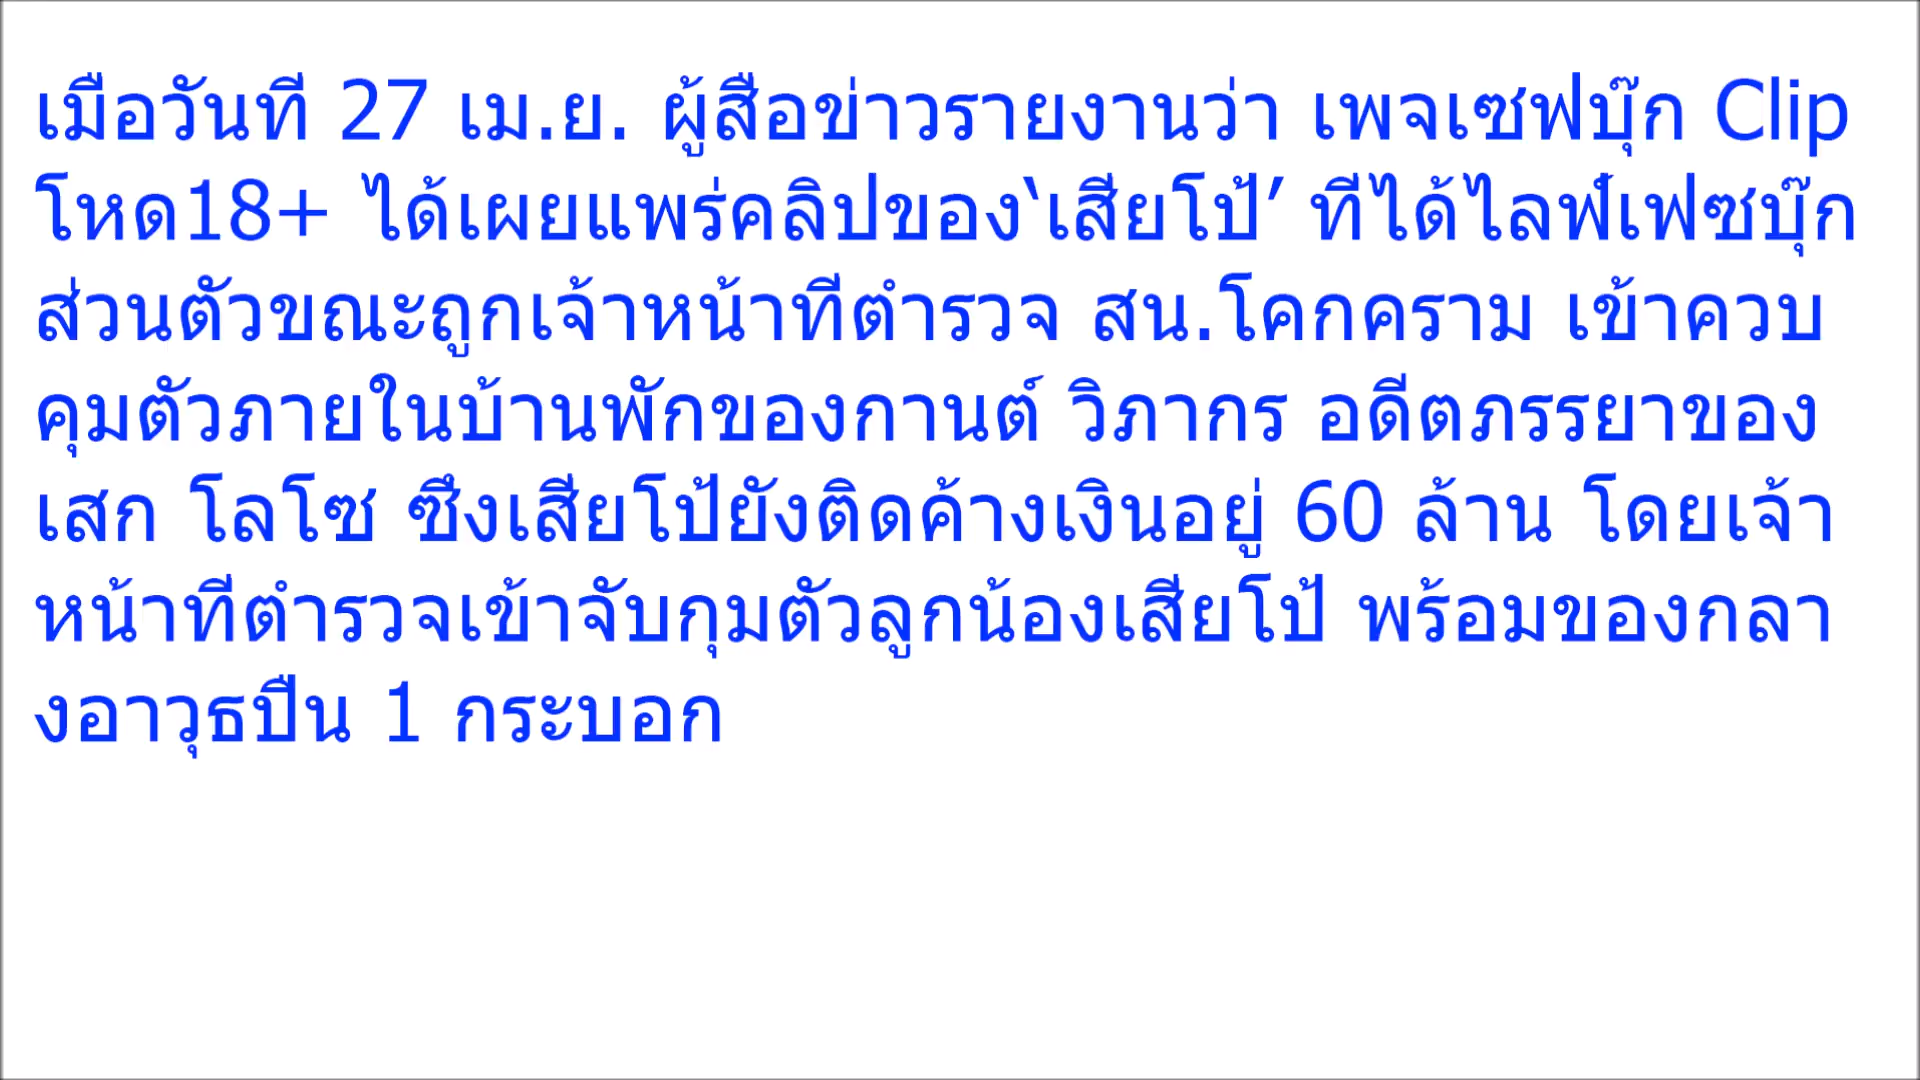 เมื่อวันที่ 27 เม.ย. ผู้สื่อข่าวรายงานว่า เพจเซฟบุ๊ก Clip
โหด18+ ได้เผยแพร่คลิปของ‘เสี่ยโป้’ ที่ได้ไลฟ์เฟซบุ๊ก
ส่วนตัวขณะถูกเจ้าหน้าที่ตำรวจ สน.โคกคราม เข้าควบ
คุมตัวภายในบ้านพักของกานต์ วิภากร อดีตภรรยาของ
เสก โลโซ ซึ่งเสี่ยโป้ยังติดค้างเงินอยู่ 60 ล้าน โดยเจ้า
หน้าที่ตำรวจเข้าจับกุมตัวลูกน้องเสี่ยโป้ พร้อมของกลา
งอาวุธปืน 1 กระบอก